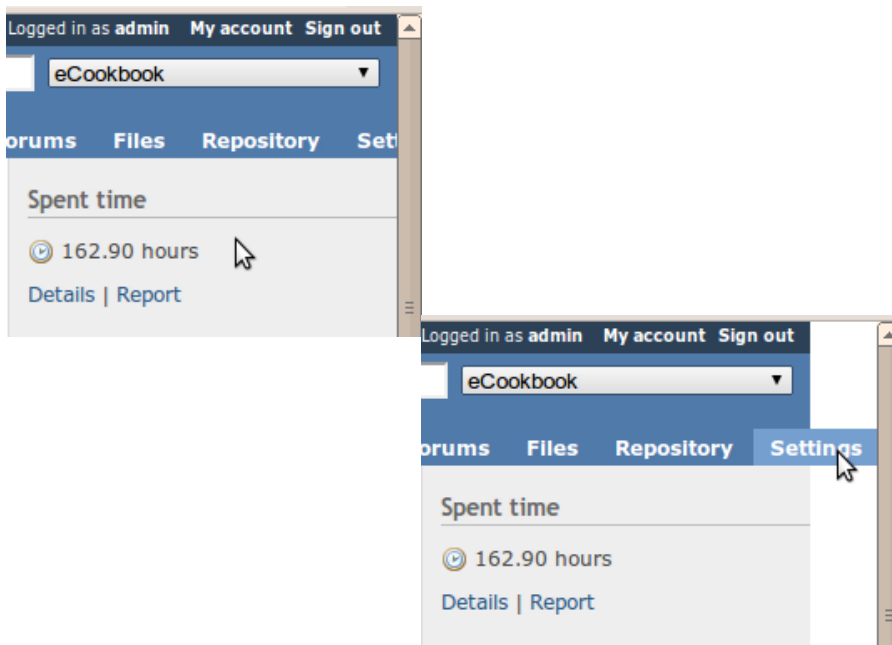 Logged in as admin My account Sign out
eCookbook
orums Files Repository Sett
Spent time
162.90 hours
Details | Report
Logged in as admin My account Sign out
eCookbook
orums Files Repository Settings
Spent time
162.90 hours
Details | Report